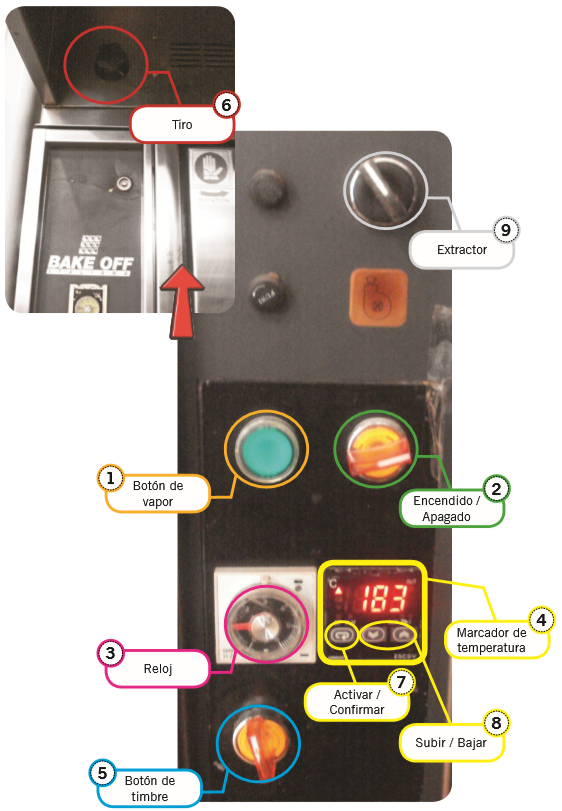 6
Tiro
BAKE OFF
9
Extractor
1
Botón de
vapor
2
Encendido /
Apagado
°C
183
OUT
3
Reloj
4
Marcador de
temperatura
7
Activar /
Confirmar
8
Subir / Bajar
5
Botón de
timbre